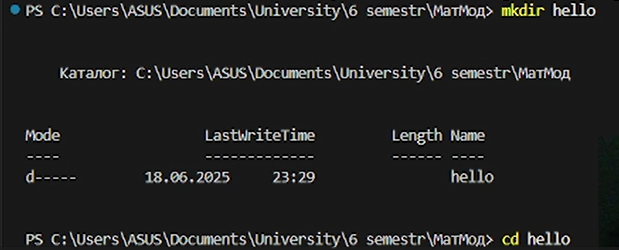 PS C:\Users\ASUS\Documents\University\6 semestr\МатМод> mkdir hello
Каталог: C:\Users\ASUS\Documents\University\6 semestr\МатМод
Mode LastWriteTime Length Name
---- ------------- ------ ----
d----- 18.06.2025 23:29 hello
PS C:\Users\ASUS\Documents\University\6 semestr\МатМод> cd hello